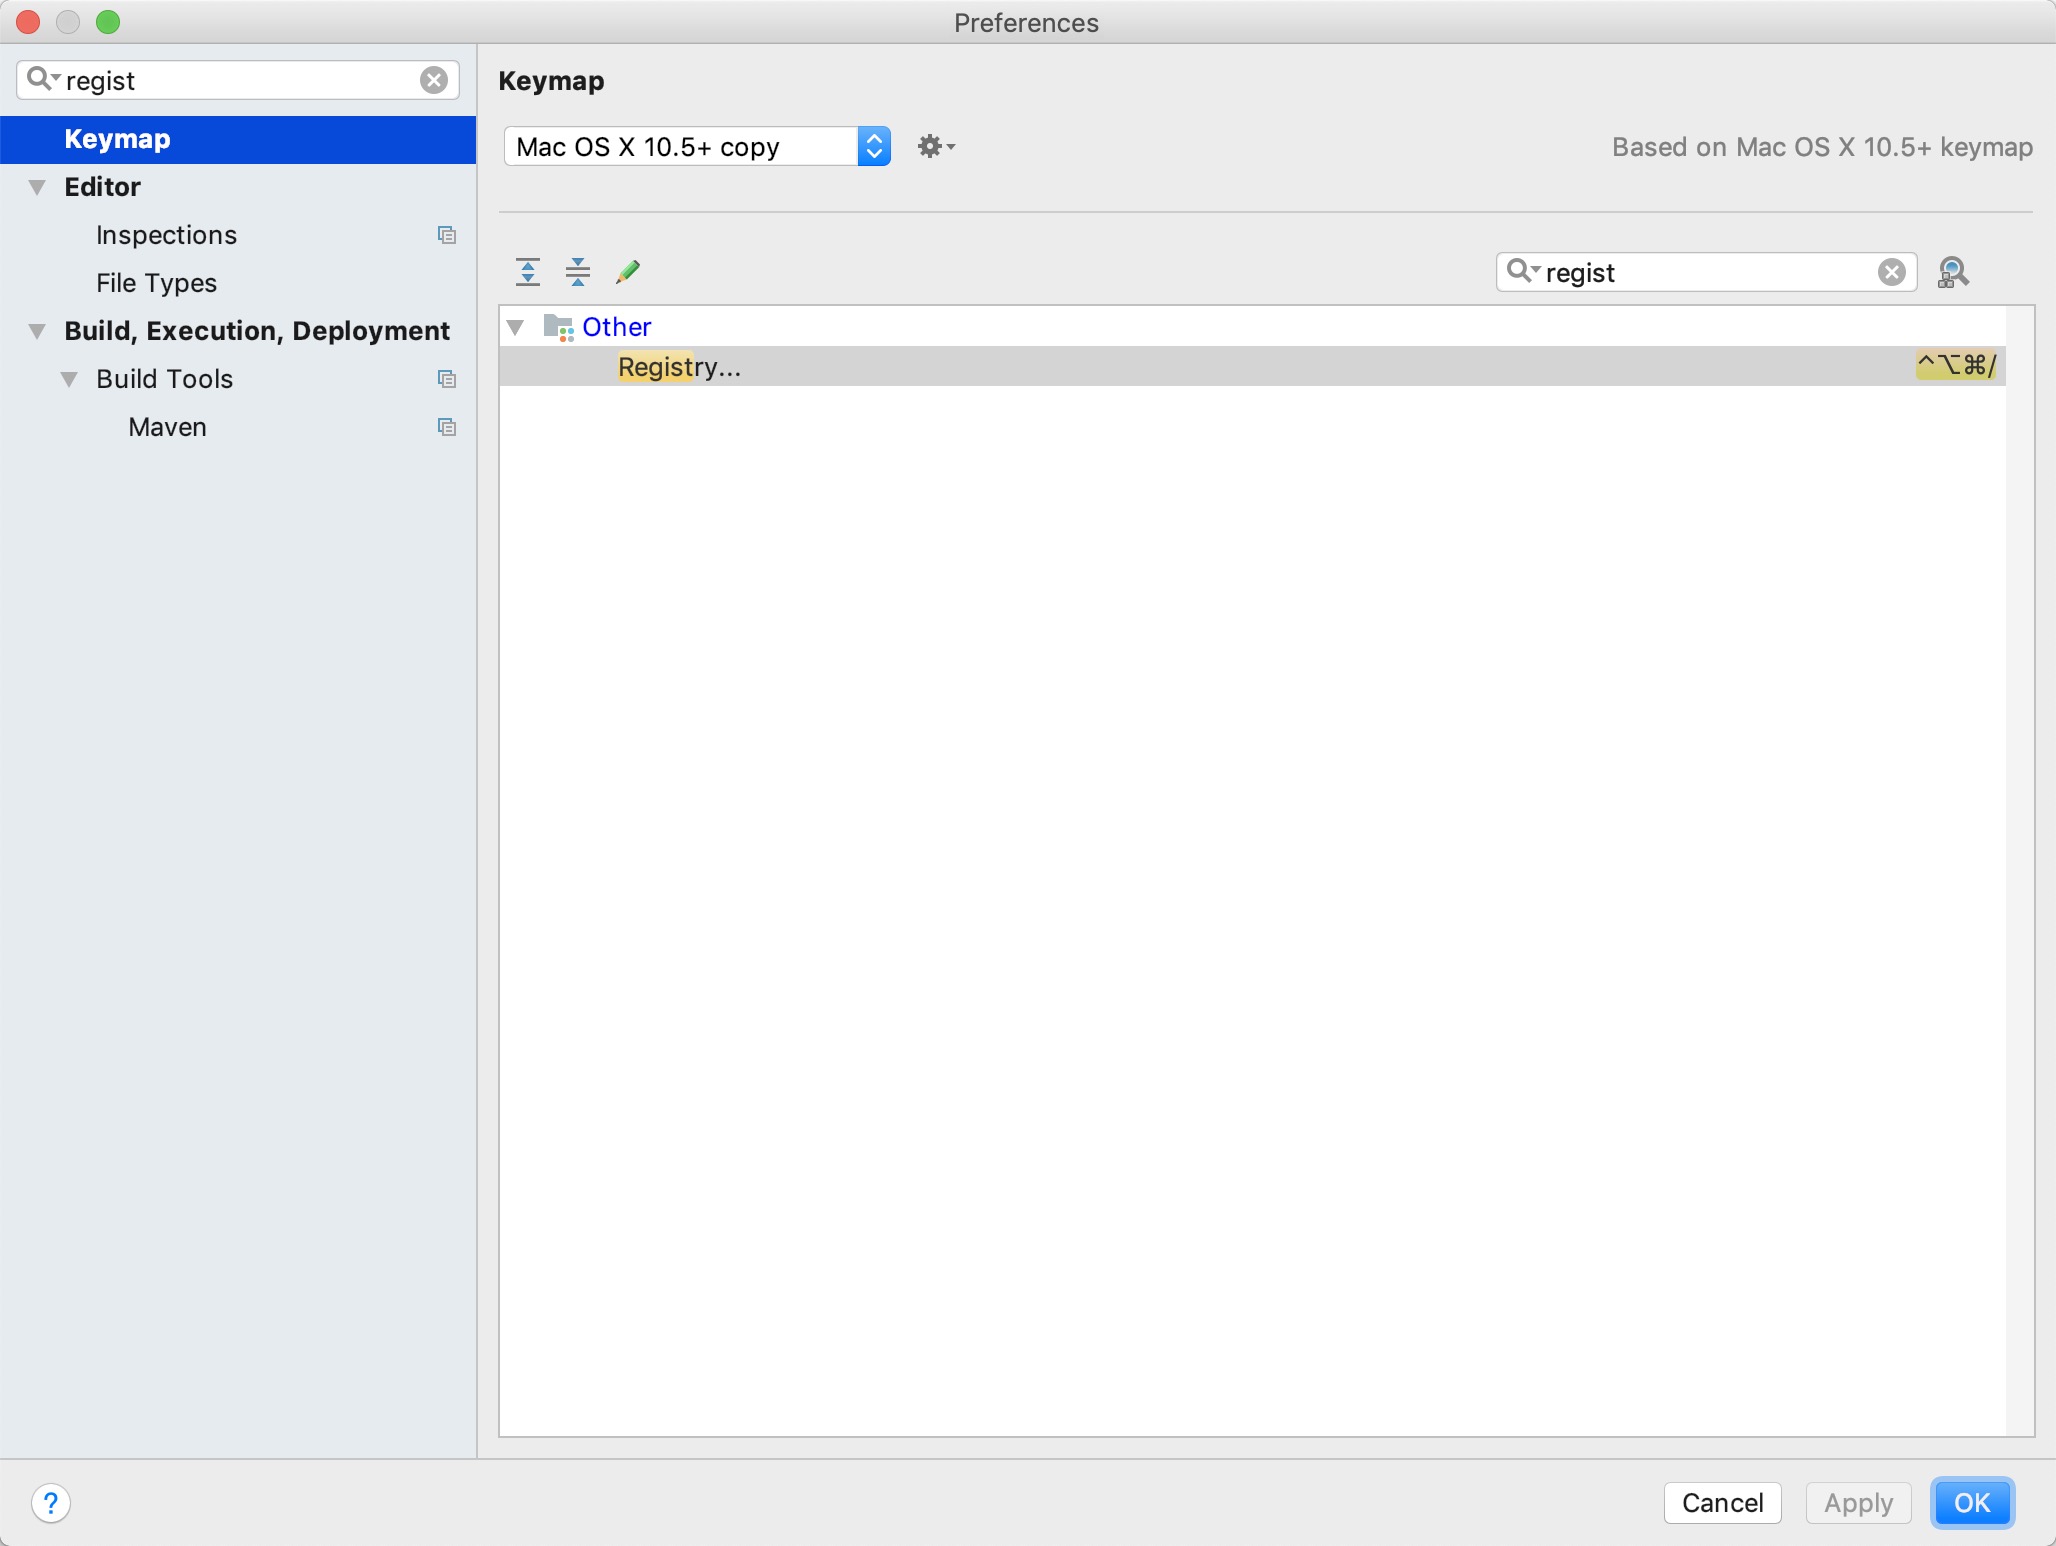 Preferences
regist
Keymap
Editor
Inspections
File Types
Build, Execution, Deployment
Build Tools
Maven
Keymap
Mac OS X 10.5+ copy
Based on Mac OS X 10.5+ keymap
regist
Other
Registry...
^⌥⌘/
?
Cancel
Apply
OK